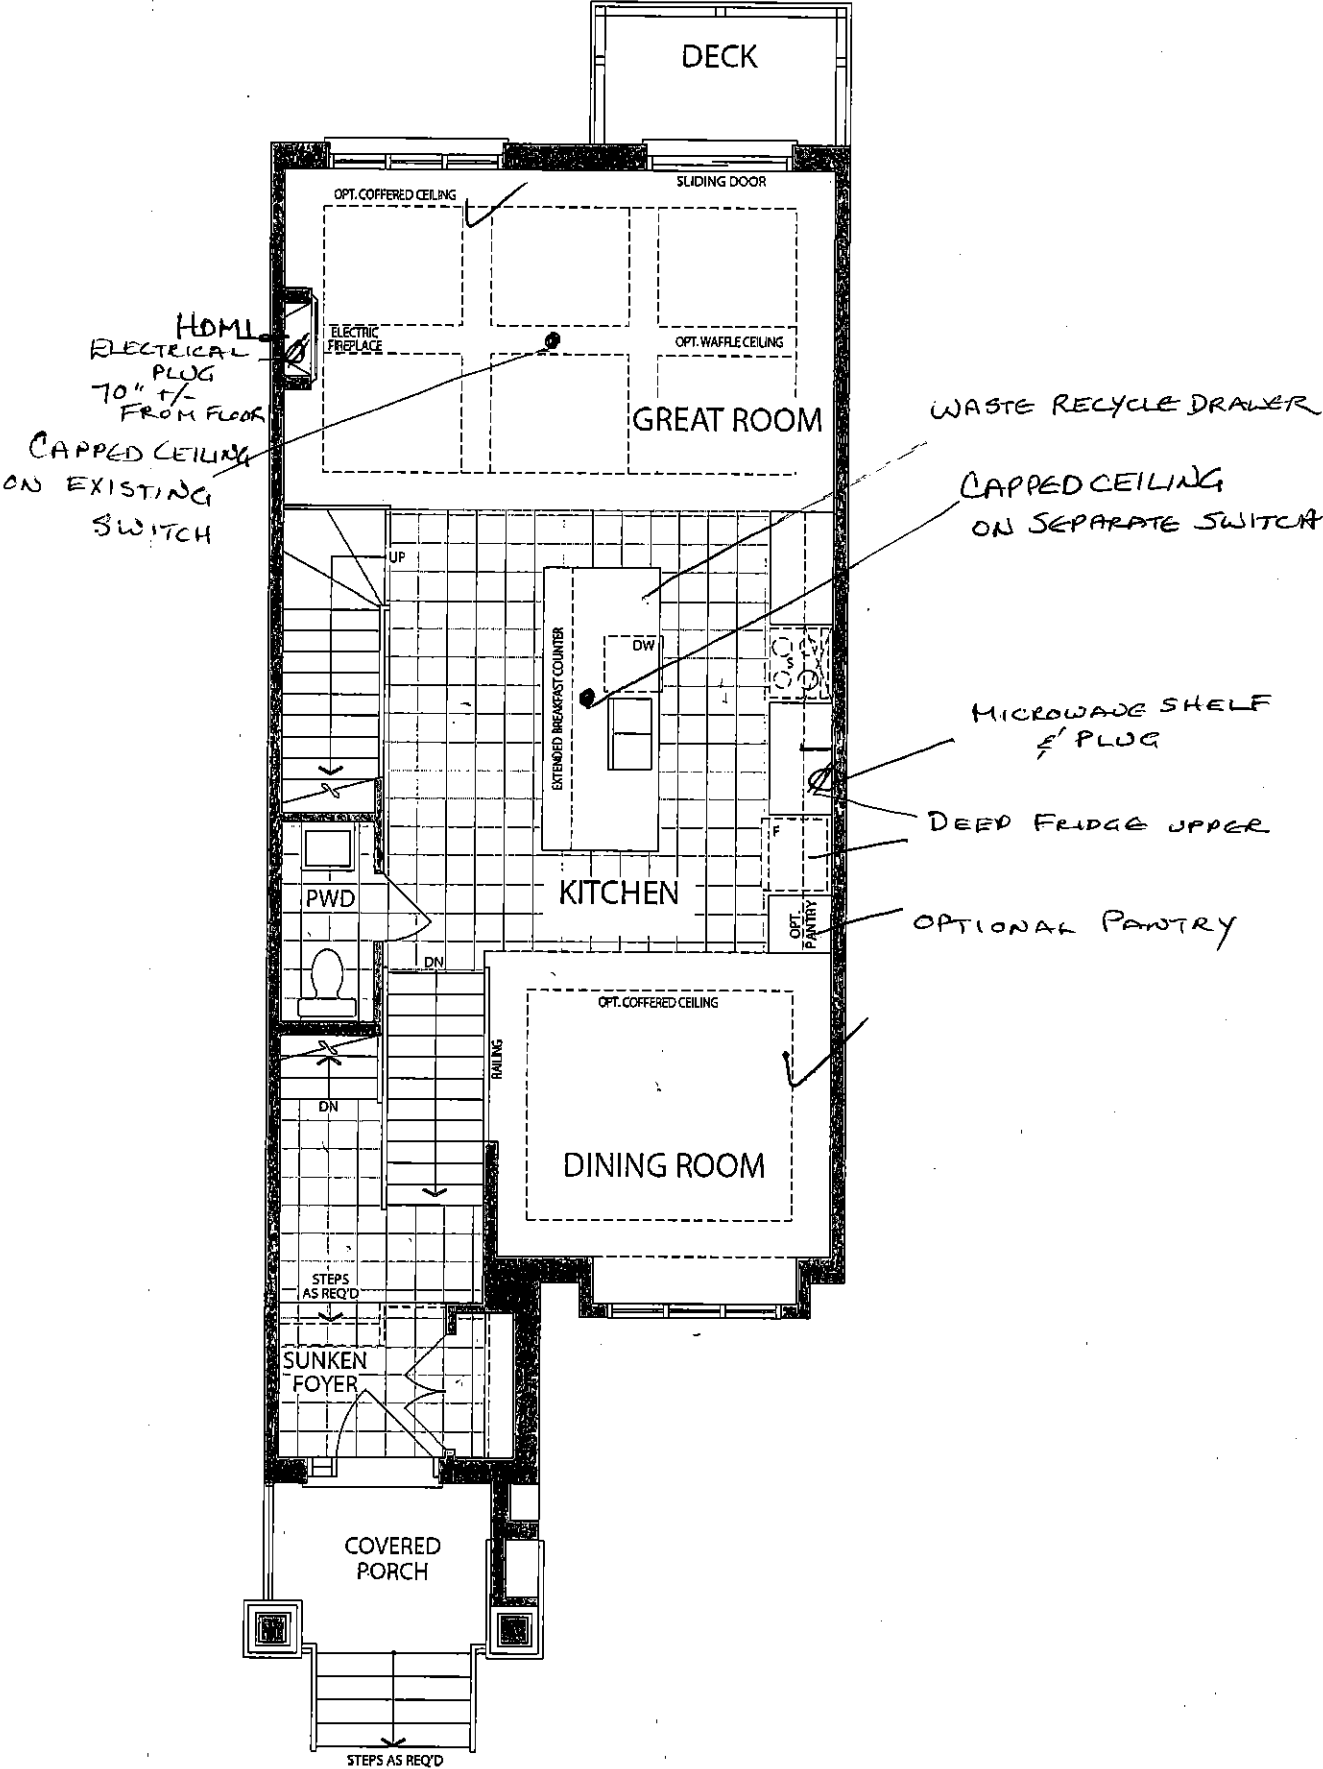 DECK
SLIDING DOOR
OPT. COFFERED CEILING
HDMI
ELECTRICAL
PLUG
70" +/-
FROM FLOOR
ELECTRIC
FIREPLACE
OPT. WAFFLE CEILING
GREAT ROOM
WASTE RECYCLE DRAWER
CAPPED CEILING
ON EXISTING
SWITCH
CAPPED CEILING
ON SEPARATE SWITCH
UP
EXTENDED BREAKFAST COUNTER
DW
S
V
MICROWAVE SHELF
& PLUG
DEEP FRIDGE UPPER
F
PWD
KITCHEN
OPT.
PANTRY
OPTIONAL PANTRY
DN
OPT. COFFERED CEILING
RAILING
DN
DINING ROOM
STEPS
AS REQ'D
SUNKEN
FOYER
COVERED
PORCH
STEPS AS REQ'D